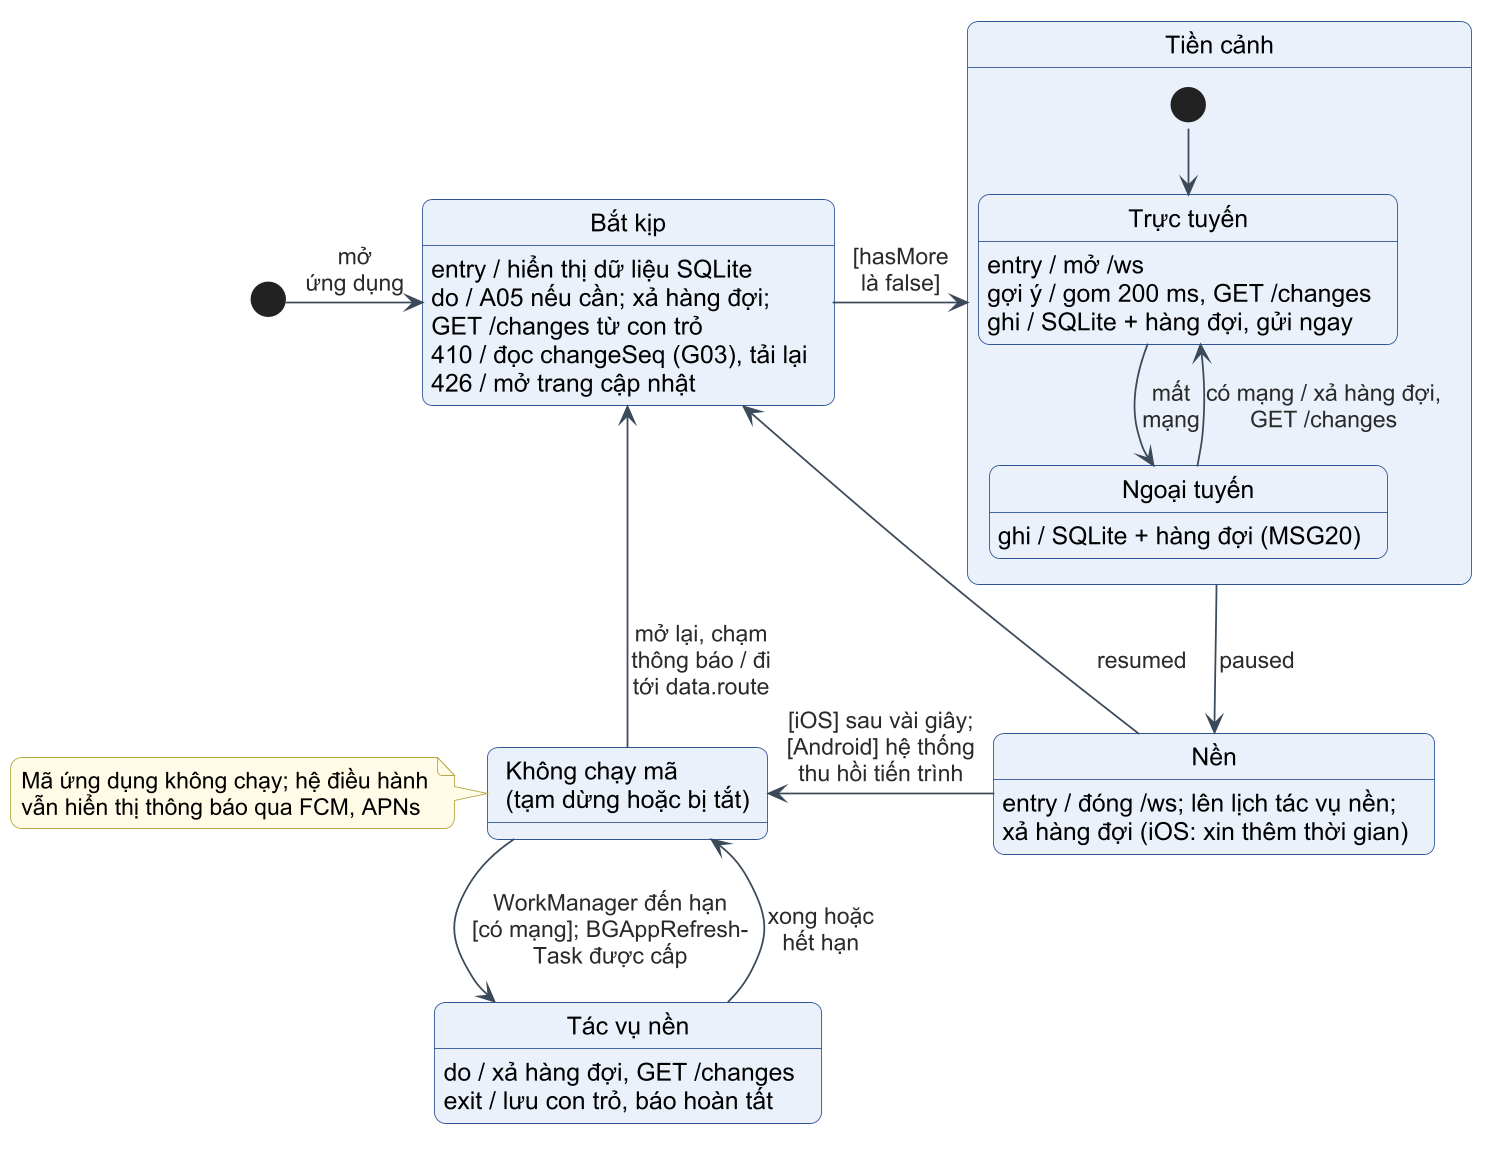 Tiền cảnh
Trực tuyến
entry / mở /ws
gợi ý / gom 200 ms, GET /changes
ghi / SQLite + hàng đợi, gửi ngay
mở
ứng dụng
Bắt kịp
entry / hiển thị dữ liệu SQLite
do / A05 nếu cần; xả hàng đợi;
GET /changes từ con trỏ
410 / đọc changeSeq (G03), tải lại
426 / mở trang cập nhật
[hasMore
là false]
mất
mạng
có mạng / xả hàng đợi,
GET /changes
Ngoại tuyến
ghi / SQLite + hàng đợi (MSG20)
mở lại, chạm
thông báo / đi
tới data.route
resumed
paused
[iOS] sau vài giây;
[Android] hệ thống
thu hồi tiến trình
Nền
entry / đóng /ws; lên lịch tác vụ nền;
xả hàng đợi (iOS: xin thêm thời gian)
Mã ứng dụng không chạy; hệ điều hành
vẫn hiển thị thông báo qua FCM, APNs
Không chạy mã
(tạm dừng hoặc bị tắt)
WorkManager đến hạn
[có mạng]; BGAppRefresh-
Task được cấp
xong hoặc
hết hạn
Tác vụ nền
do / xả hàng đợi, GET /changes
exit / lưu con trỏ, báo hoàn tất